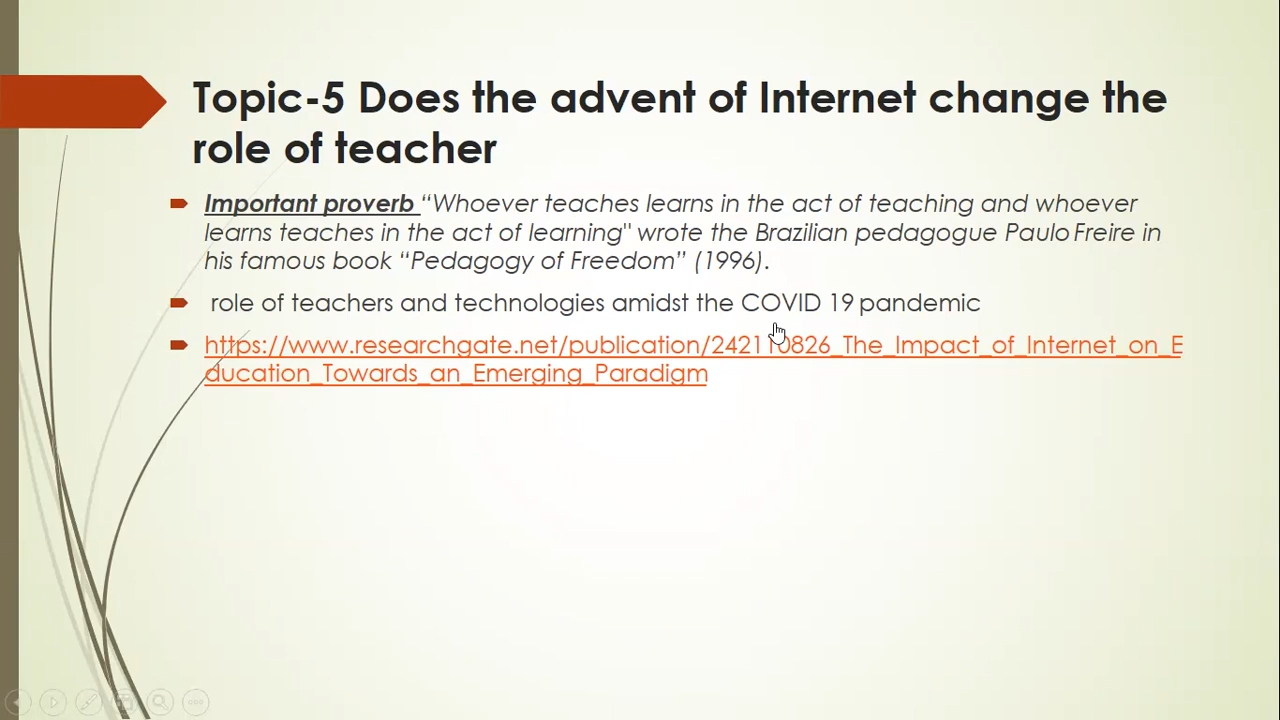 Topic-5 Does the advent of Internet change the
role of teacher
Important proverb “Whoever teaches learns in the act of teaching and whoever
learns teaches in the act of learning" wrote the Brazilian pedagogue Paulo Freire in
his famous book “Pedagogy of Freedom” (1996).
role of teachers and technologies amidst the COVID 19 pandemic
https://www.researchgate.net/publication/242110826_The_Impact_of_Internet_on_E
ducation_Towards_an_Emerging_Paradigm